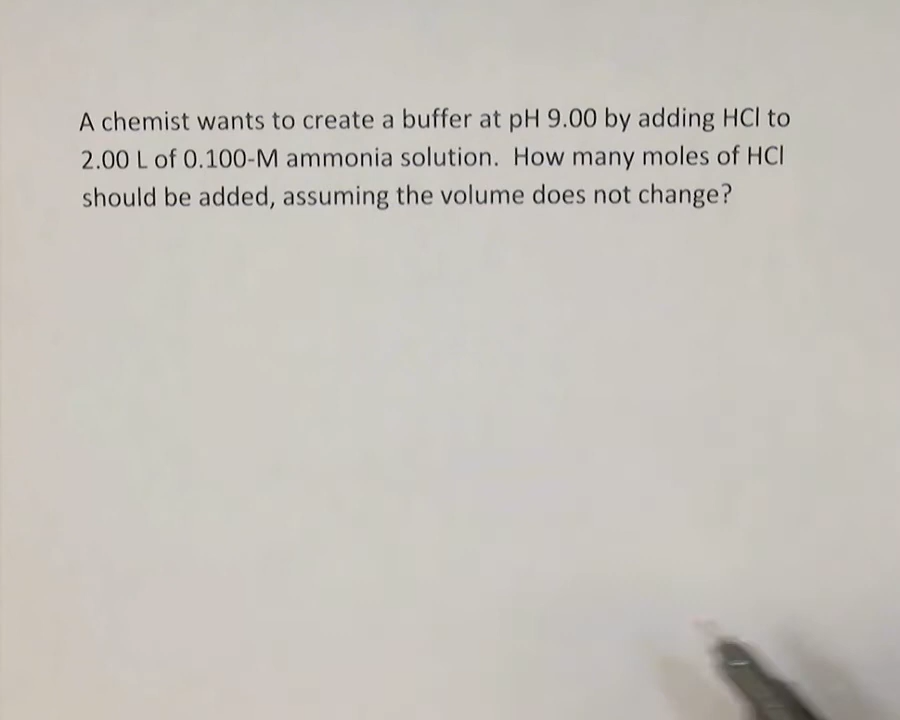 A chemist wants to create a buffer at pH 9.00 by adding HCl to
2.00 L of 0.100-M ammonia solution.  How many moles of HCl
should be added, assuming the volume does not change?